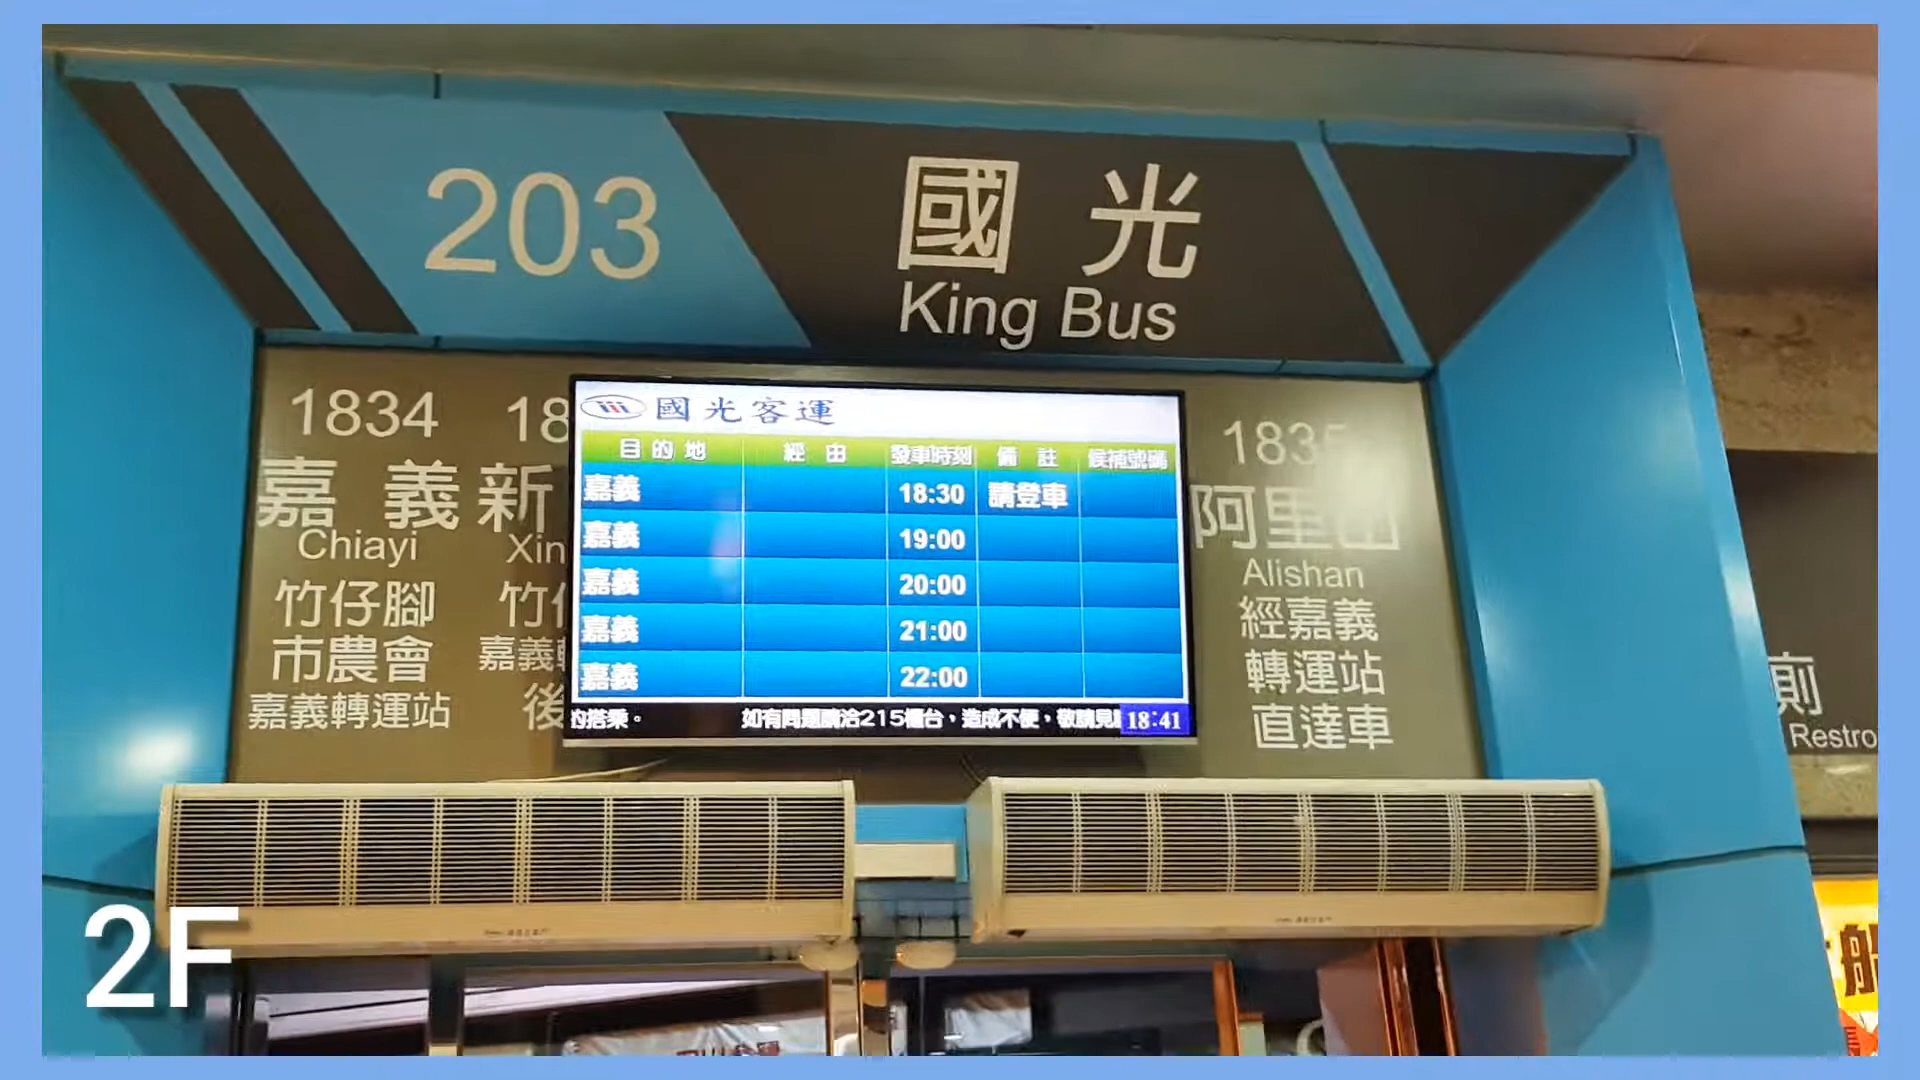 203
國光
King Bus
1834
嘉義
Chiayi
竹仔腳
市農會
嘉義轉運站
18
新
Xin
竹
嘉義
後
國光客運
目的地 經由 發車時刻 備註 候補號碼
嘉義 18:30 請登車
嘉義 19:00
嘉義 20:00
嘉義 21:00
嘉義 22:00
的搭乘。 如有問題請洽215櫃台，造成不便，敬請見 18:41
1835
阿里山
Alishan
經嘉義
轉運站
直達車
廁
Restro
船
2F